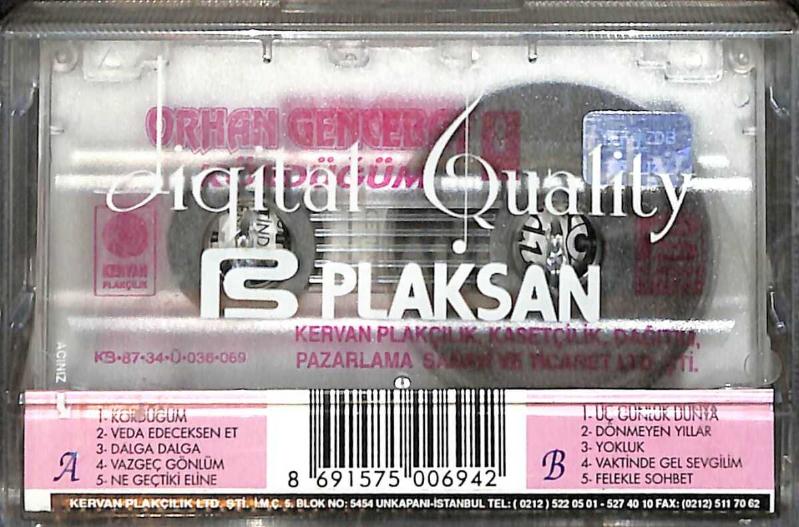 ORHAN GENCEBAY
KÖRDÜĞÜM
Digital Quality
KERVAN
PLAKÇILIK
PLAKSAN
KERVAN PLAKÇILIK, KASETÇİLİK, DAĞITIM,
PAZARLAMA SANAYİ VE TİCARET LTD. ŞTİ.
KB•87•34•Ü•036•069
AÇINIZ
A
1- KÖRDÜĞÜM
2- VEDA EDECEKSEN ET
3- DALGA DALGA
4- VAZGEÇ GÖNLÜM
5- NE GEÇTİKİ ELİNE
8 691575 006942
B
1- ÜÇ GÜNLÜK DÜNYA
2- DÖNMEYEN YILLAR
3- YOKLUK
4- VAKTİNDE GEL SEVGİLİM
5- FELEKLE SOHBET
KERVAN PLAKÇILIK LTD. ŞTİ. İ.M.Ç. 5. BLOK NO: 5454 UNKAPANI-İSTANBUL TEL: ( 0212 ) 522 05 01 - 527 40 10 FAX: (0212) 511 70 62